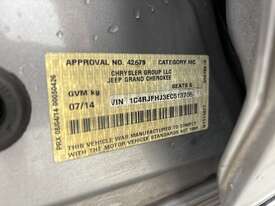 APPROVAL NO. 42679 CATEGORY MC
CHRYSLER GROUP LLC
JEEP GRAND CHEROKEE
GVM kg SEATS 5
07/14 VIN 1C4RJFHJ3EC513706
THIS VEHICLE WAS MANUFACTURED TO COMPLY
WITH THE MOTOR VEHICLE STANDARDS ACT 1989